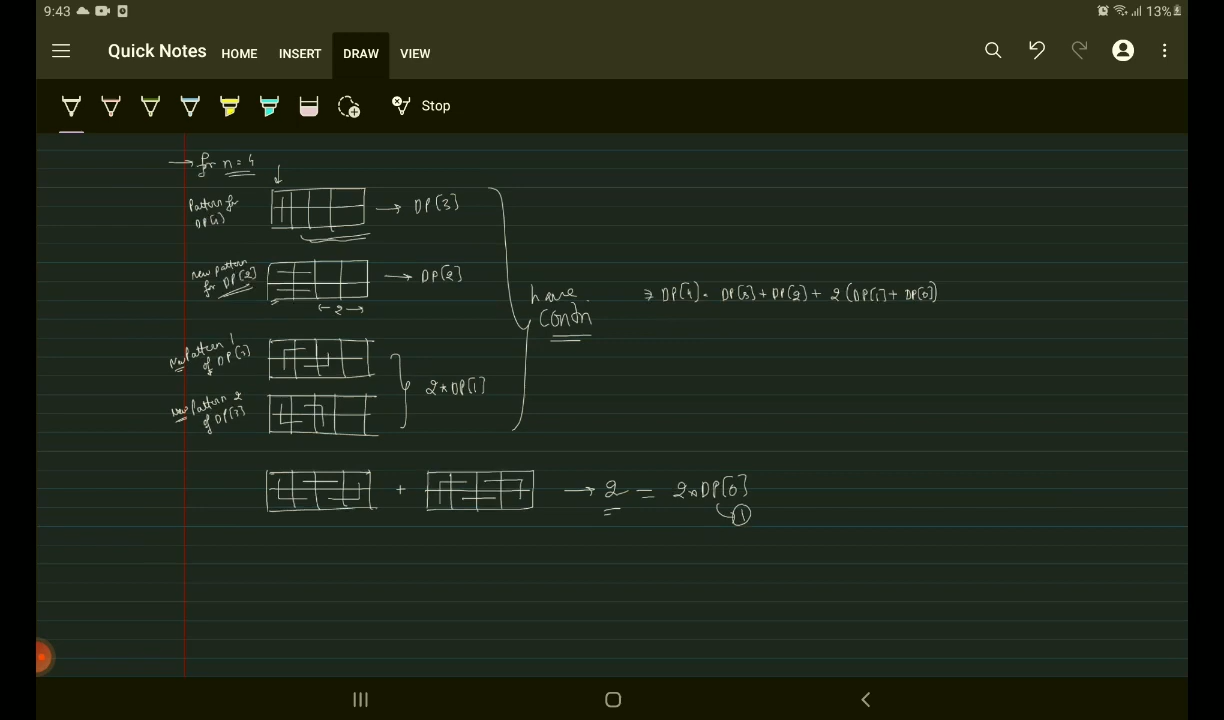 9:43
13%
Quick Notes HOME INSERT DRAW VIEW
Stop
→ for n = 4
Pattern for
DP[1]
→ DP[3]
new pattern
for DP[2]
→ DP[2]
← 2 →
have
Contn
⇒ DP[4] = DP[3] + DP[2] + 2 (DP[1] + DP[0])
New Pattern 1
of DP[3]
2 * DP[1]
New Pattern 2
of DP[3]
+ → 2 = 2*DP[0]
1